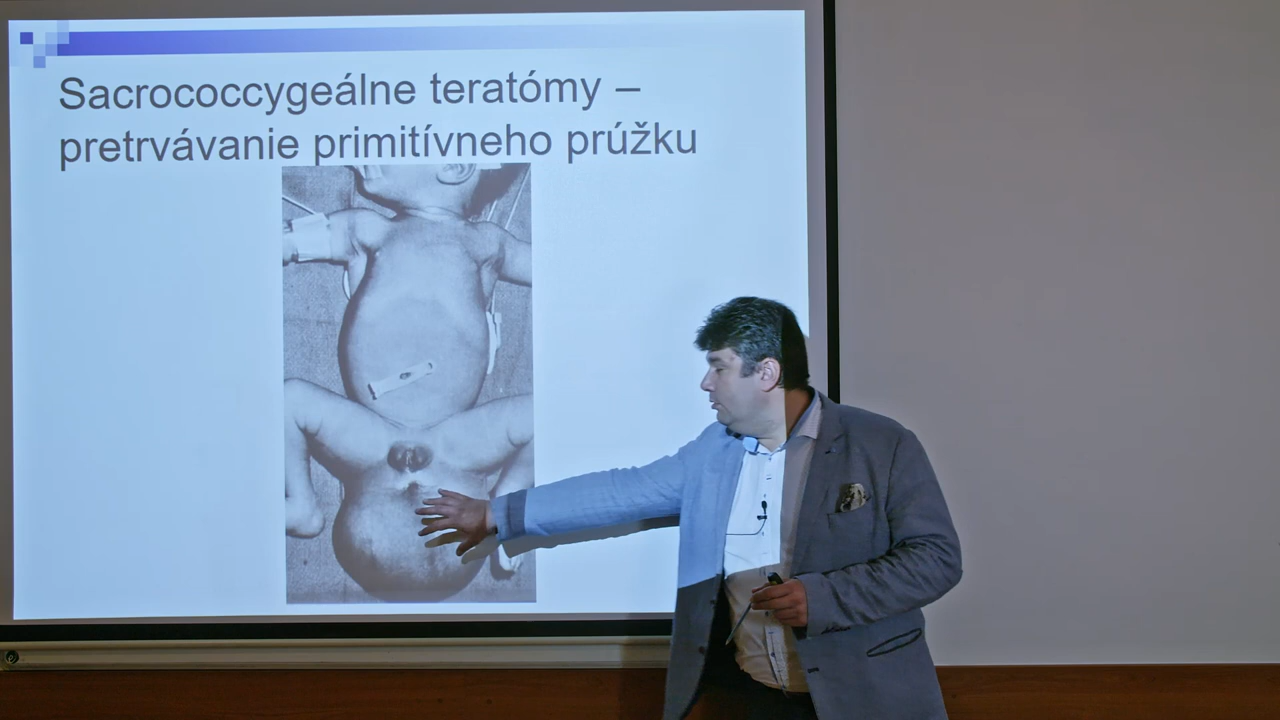 Sacrococcygeálne teratómy –
pretrvávanie primitívneho prúžku